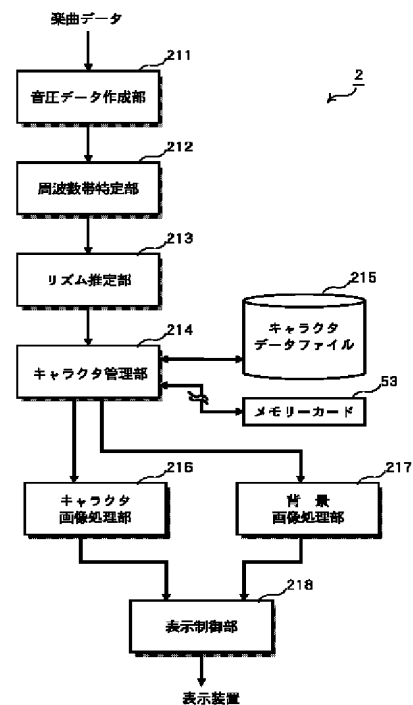 楽曲データ
211
音圧データ作成部
2
212
周波数帯特定部
213
リズム推定部
215
214
キャラクタ
データファイル
キャラクタ管理部
53
メモリーカード
216
217
キャラクタ
画像処理部
背 景
画像処理部
218
表示制御部
表示装置